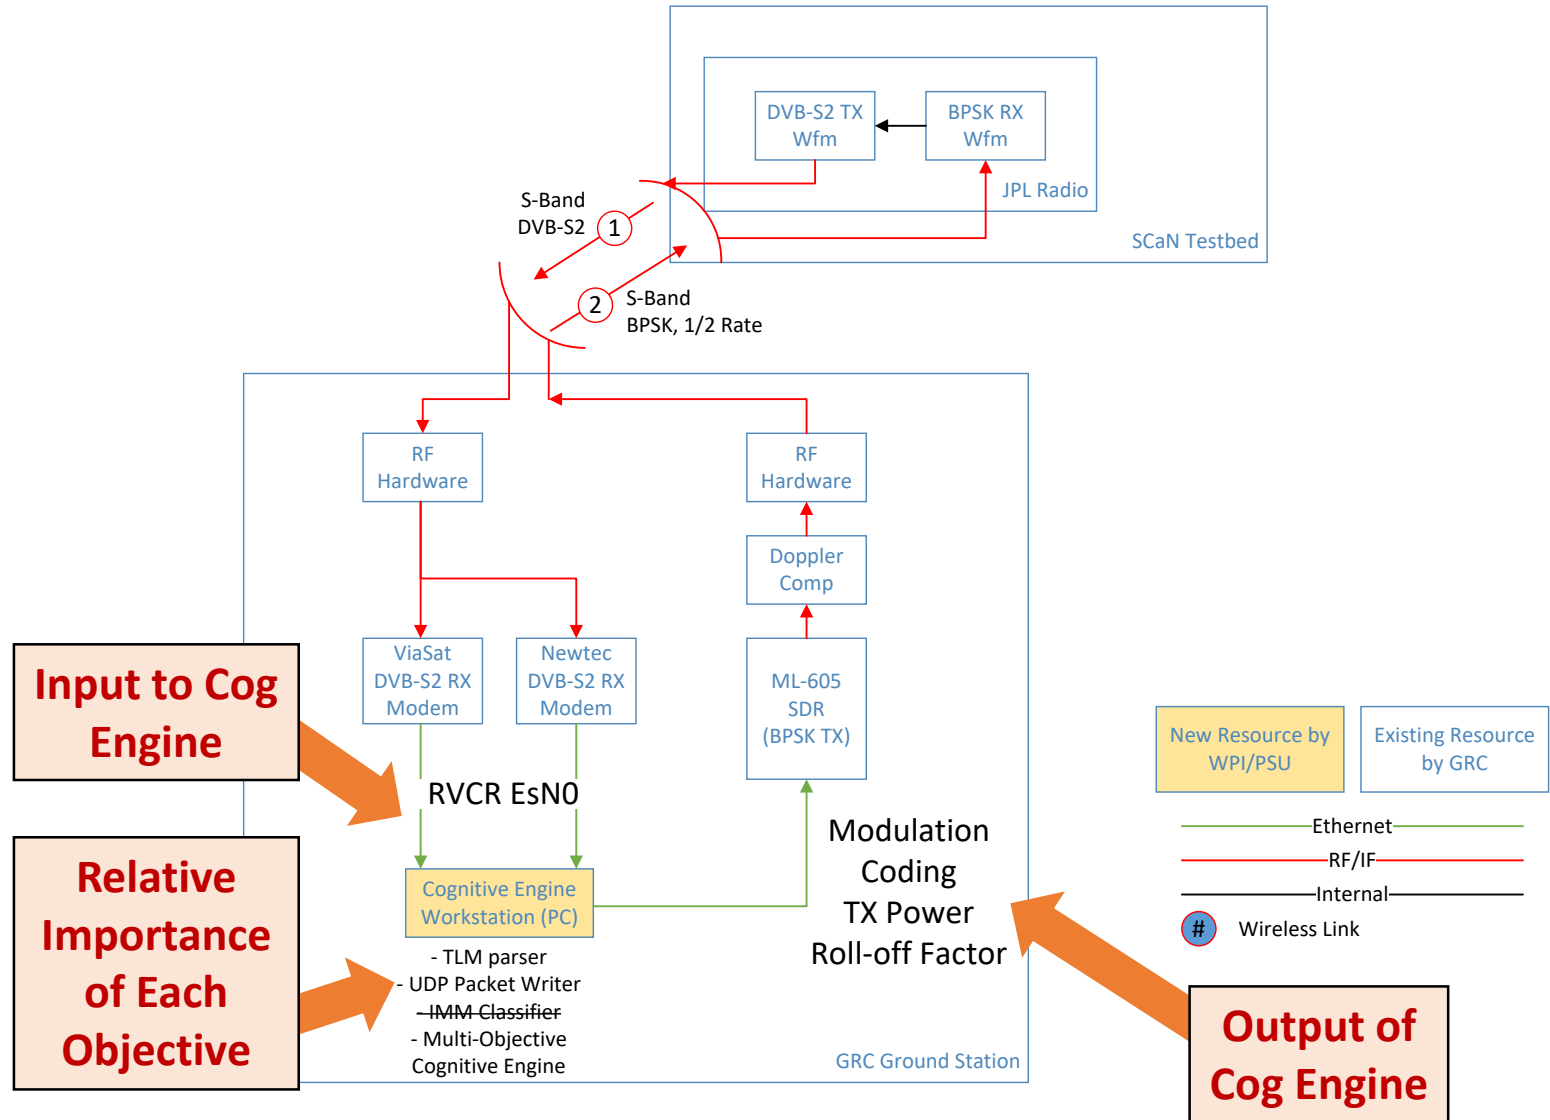 DVB-S2 TX
Wfm
BPSK RX
Wfm
JPL Radio
SCaN Testbed
S-Band
DVB-S2
1
2
S-Band
BPSK, 1/2 Rate
RF
Hardware
RF
Hardware
Doppler
Comp
ViaSat
DVB-S2 RX
Modem
Newtec
DVB-S2 RX
Modem
ML-605
SDR
(BPSK TX)
Input to Cog
Engine
RVCR EsN0
Relative
Importance
of Each
Objective
Cognitive Engine
Workstation (PC)
- TLM parser
- UDP Packet Writer
- IMM Classifier
- Multi-Objective
Cognitive Engine
Modulation
Coding
TX Power
Roll-off Factor
GRC Ground Station
New Resource by
WPI/PSU
Existing Resource
by GRC
Ethernet
RF/IF
Internal
# Wireless Link
Output of
Cog Engine